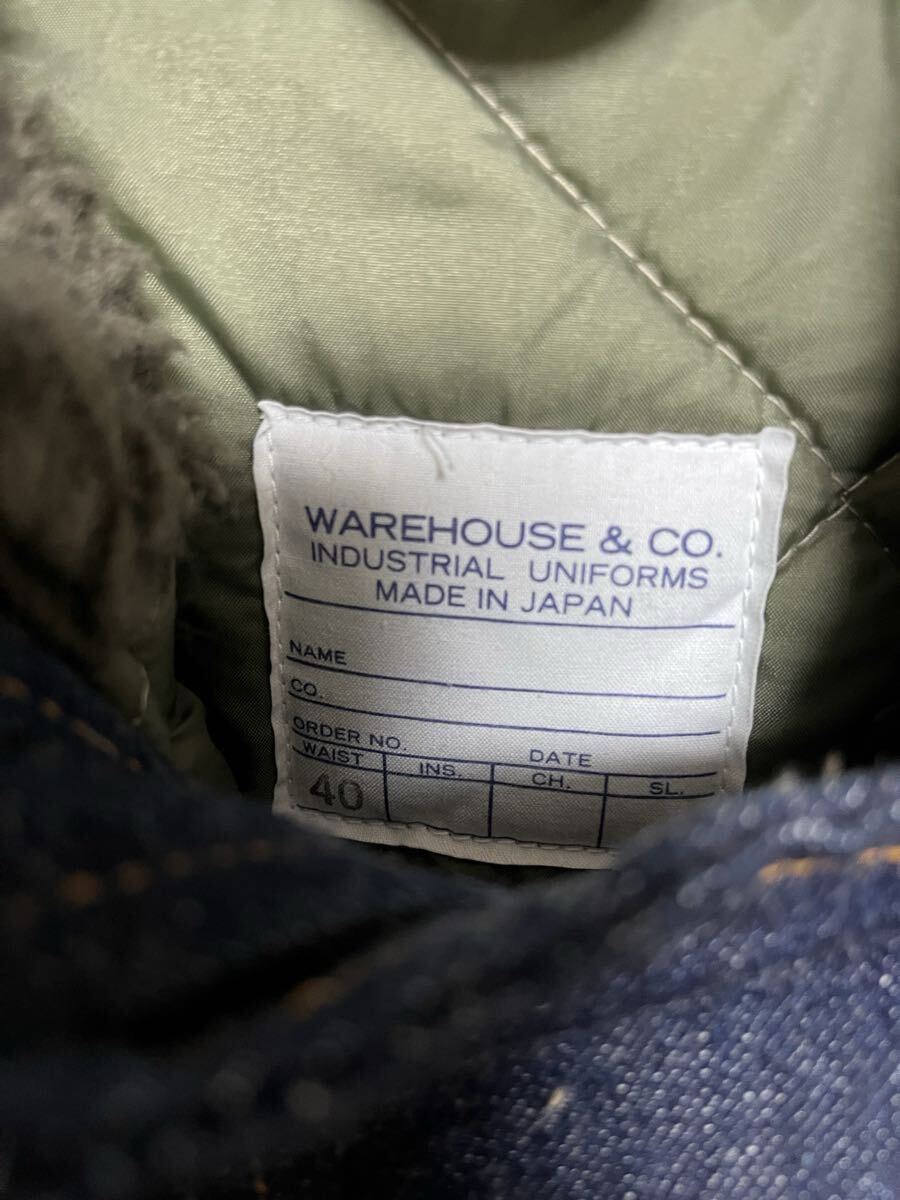 WAREHOUSE & CO.
INDUSTRIAL UNIFORMS
MADE IN JAPAN
NAME
CO.
ORDER NO. DATE
WAIST INS. CH. SL.
40